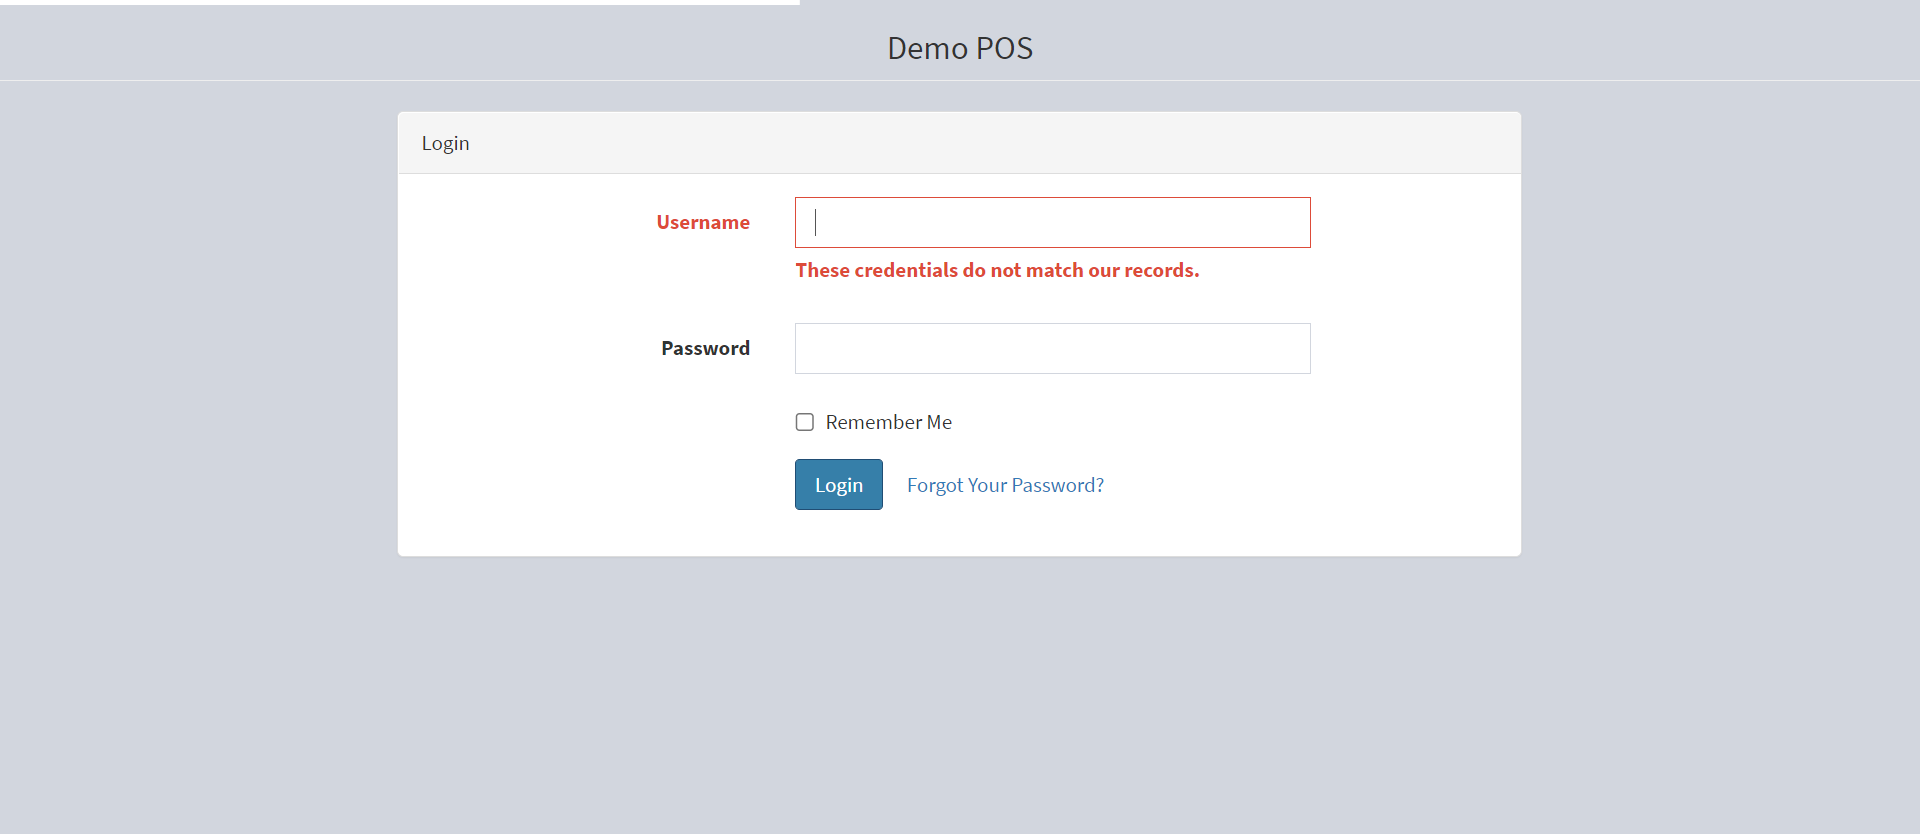 Demo POS
Login
Username
These credentials do not match our records.
Password
Remember Me
Login Forgot Your Password?